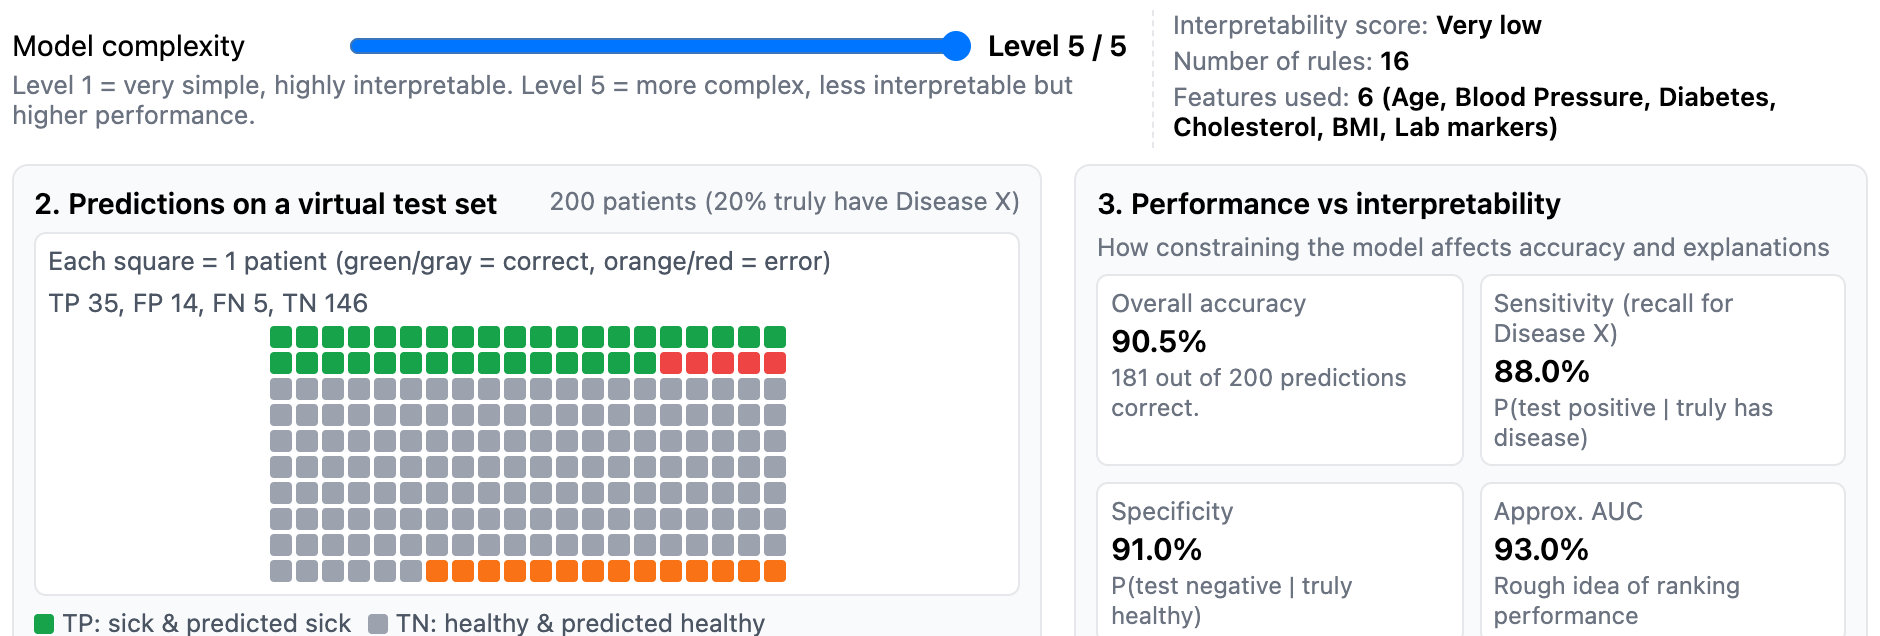 Model complexity
Level 5 / 5
Level 1 = very simple, highly interpretable. Level 5 = more complex, less interpretable but
higher performance.
Interpretability score: Very low
Number of rules: 16
Features used: 6 (Age, Blood Pressure, Diabetes,
Cholesterol, BMI, Lab markers)
2. Predictions on a virtual test set
200 patients (20% truly have Disease X)
Each square = 1 patient (green/gray = correct, orange/red = error)
TP 35, FP 14, FN 5, TN 146
TP: sick & predicted sick
TN: healthy & predicted healthy
3. Performance vs interpretability
How constraining the model affects accuracy and explanations
Overall accuracy
90.5%
181 out of 200 predictions
correct.
Sensitivity (recall for
Disease X)
88.0%
P(test positive | truly has
disease)
Specificity
91.0%
P(test negative | truly
healthy)
Approx. AUC
93.0%
Rough idea of ranking
performance